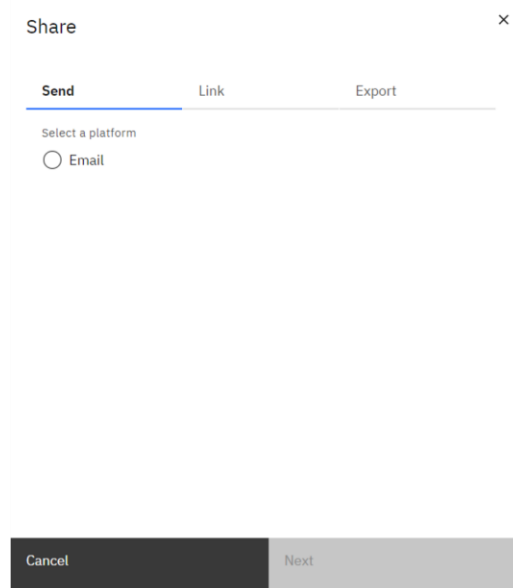 Share
Send Link Export
Select a platform
Email
Cancel Next